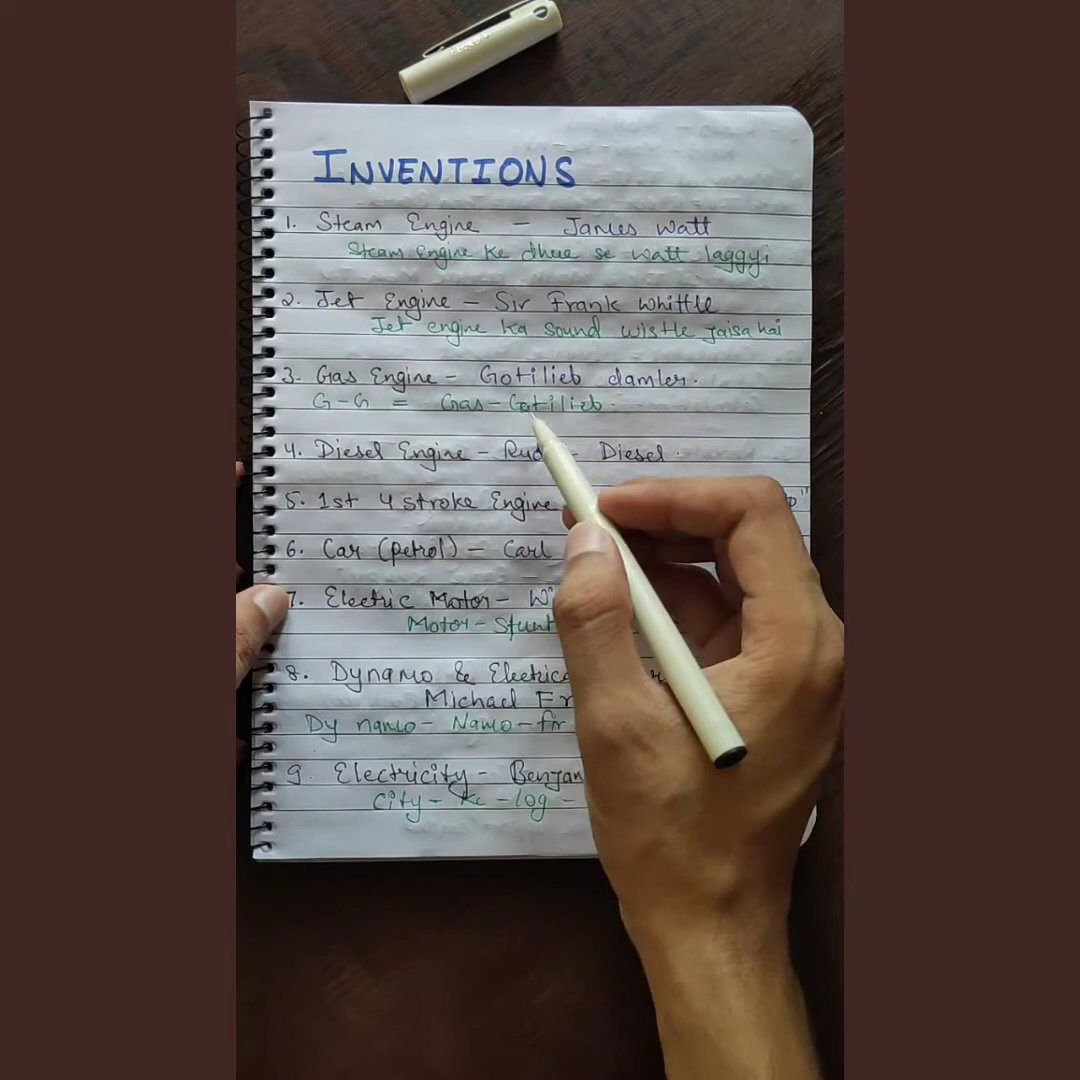 INVENTIONS
1. Steam Engine - James Watt
Steam Engine Ke dhue se watt laggyi
2. Jet Engine - Sir Frank Whittle
Jet engine ka sound wistle jaisa hai
3. Gas Engine - Gotilieb damler.
G-G = Gas - Gotilieb.
4. Diesel Engine - Diesel.
5. 1st 4 stroke Engine
6. Car (petrol) - Carl
7. Electric Motor -
Motor - Stunt
8. Dynamo &
Michael
Dy namo - Namo - fir
9. Electricity -
City - Ke - log -